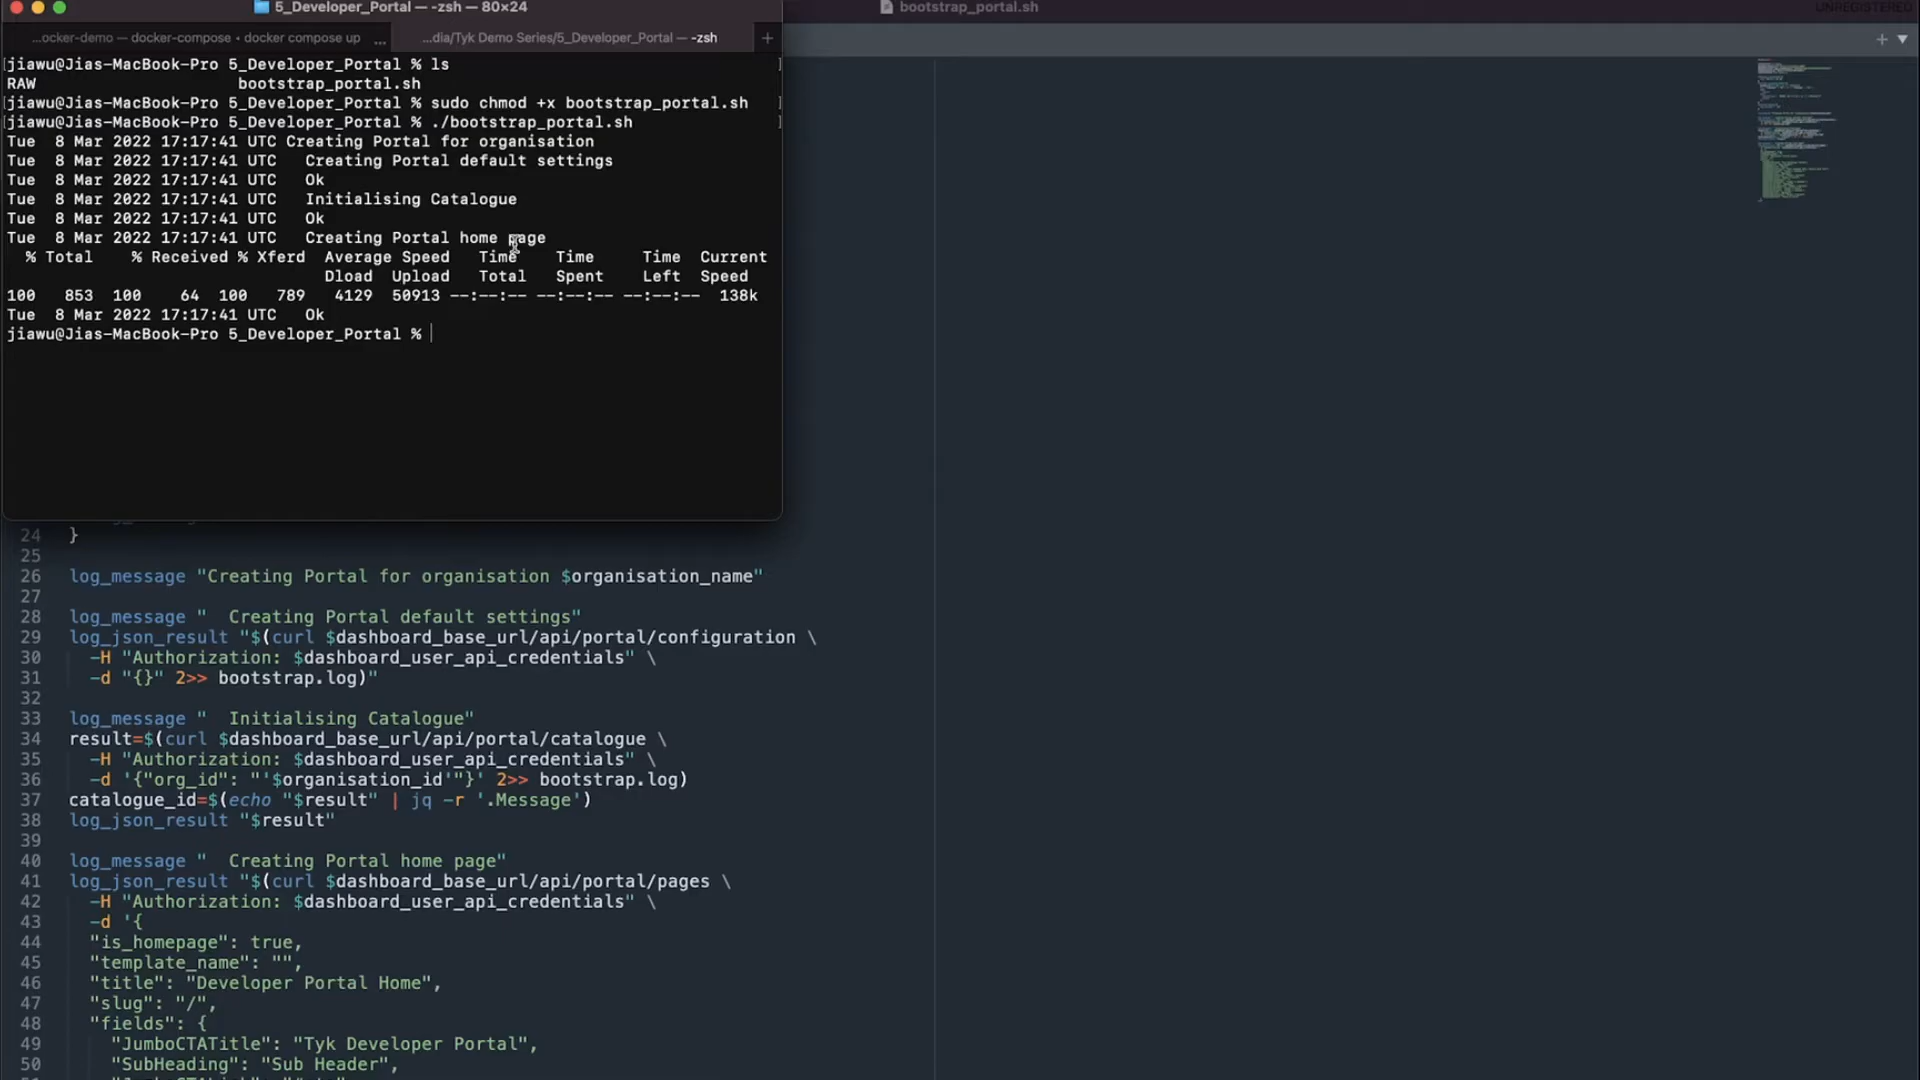 5_Developer_Portal — -zsh — 80×24
bootstrap_portal.sh
UNREGISTERED
...ocker-demo — docker-compose • docker compose up ...
...dia/Tyk Demo Series/5_Developer_Portal — -zsh
+
+
[jiawu@Jias-MacBook-Pro 5_Developer_Portal % ls ]
RAW bootstrap_portal.sh
[jiawu@Jias-MacBook-Pro 5_Developer_Portal % sudo chmod +x bootstrap_portal.sh ]
[jiawu@Jias-MacBook-Pro 5_Developer_Portal % ./bootstrap_portal.sh ]
Tue 8 Mar 2022 17:17:41 UTC Creating Portal for organisation
Tue 8 Mar 2022 17:17:41 UTC Creating Portal default settings
Tue 8 Mar 2022 17:17:41 UTC Ok
Tue 8 Mar 2022 17:17:41 UTC Initialising Catalogue
Tue 8 Mar 2022 17:17:41 UTC Ok
Tue 8 Mar 2022 17:17:41 UTC Creating Portal home page
% Total % Received % Xferd Average Speed Time Time Time Current
Dload Upload Total Spent Left Speed
100 853 100 64 100 789 4129 50913 --:--:-- --:--:-- --:--:-- 138k
Tue 8 Mar 2022 17:17:41 UTC Ok
jiawu@Jias-MacBook-Pro 5_Developer_Portal %
24 }
25
26 log_message "Creating Portal for organisation $organisation_name"
27
28 log_message "  Creating Portal default settings"
29 log_json_result "$(curl $dashboard_base_url/api/portal/configuration \
30 -H "Authorization: $dashboard_user_api_credentials" \
31 -d "{}" 2>> bootstrap.log)"
32
33 log_message "  Initialising Catalogue"
34 result=$(curl $dashboard_base_url/api/portal/catalogue \
35 -H "Authorization: $dashboard_user_api_credentials" \
36 -d '{"org_id": "'$organisation_id'"}' 2>> bootstrap.log)
37 catalogue_id=$(echo "$result" | jq -r '.Message')
38 log_json_result "$result"
39
40 log_message "  Creating Portal home page"
41 log_json_result "$(curl $dashboard_base_url/api/portal/pages \
42 -H "Authorization: $dashboard_user_api_credentials" \
43 -d '{
44 "is_homepage": true,
45 "template_name": "",
46 "title": "Developer Portal Home",
47 "slug": "/",
48 "fields": {
49 "JumboCTATitle": "Tyk Developer Portal",
50 "SubHeading": "Sub Header",